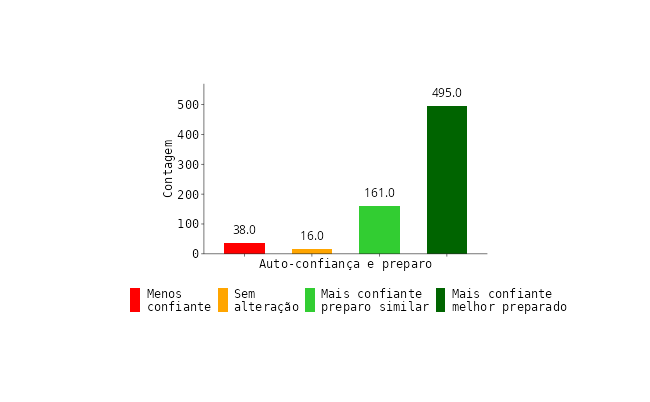 495.0
500
400
Contagem
300
161.0
200
38.0
16.0
100
0
Auto-confiança e preparo
Menos confiante
Sem alteração
Mais confiante preparo similar
Mais confiante melhor preparado